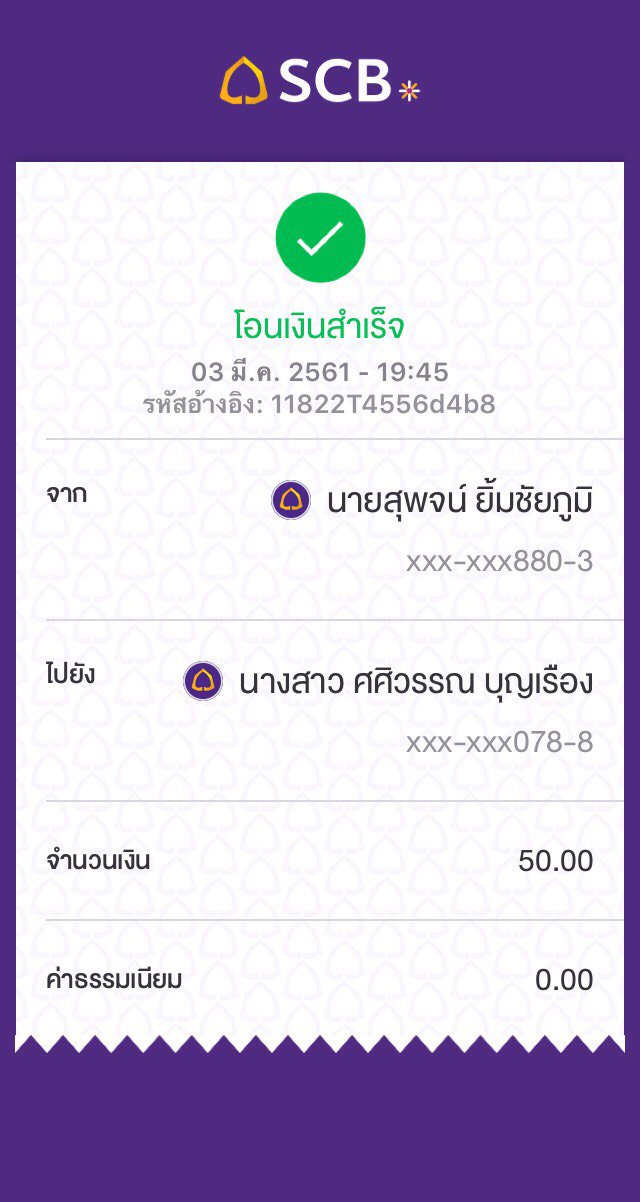 SCB
โอนเงินสำเร็จ
03 มี.ค. 2561 - 19:45
รหัสอ้างอิง: 11822T4556d4b8
จาก นายสุพจน์ ยิ้มชัยภูมิ
xxx-xxx880-3
ไปยัง นางสาว ศศิวรรณ บุญเรือง
xxx-xxx078-8
จำนวนเงิน 50.00
ค่าธรรมเนียม 0.00